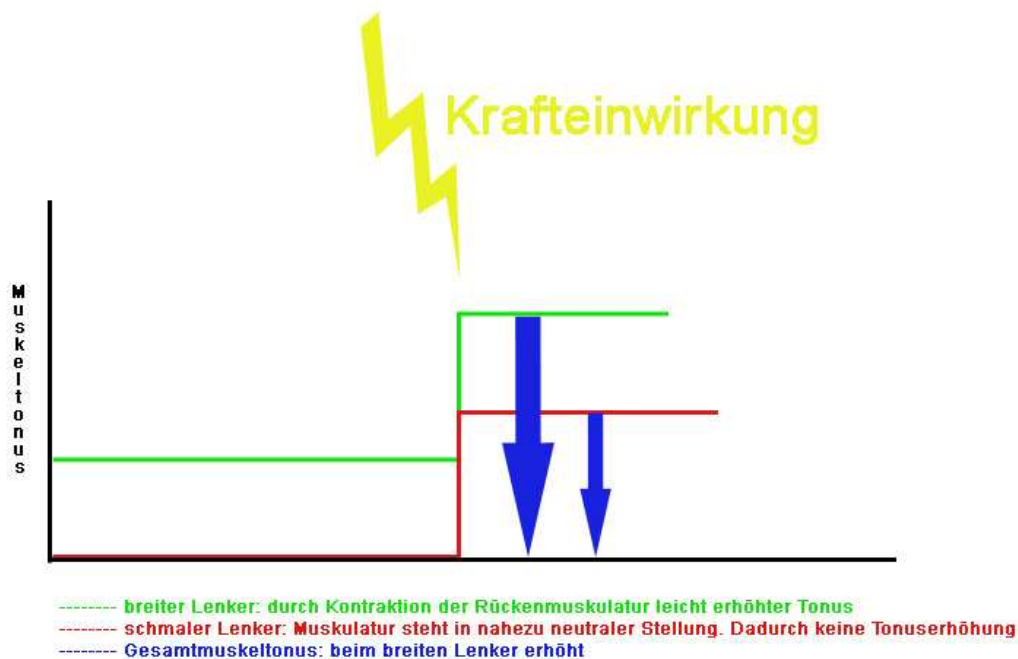 Krafteinwirkung
Muskeltonus
-------- breiter Lenker: durch Kontraktion der Rückenmuskulatur leicht erhöhter Tonus
-------- schmaler Lenker: Muskulatur steht in nahezu neutraler Stellung. Dadurch keine Tonuserhöhung
-------- Gesamtmuskeltonus: beim breiten Lenker erhöht